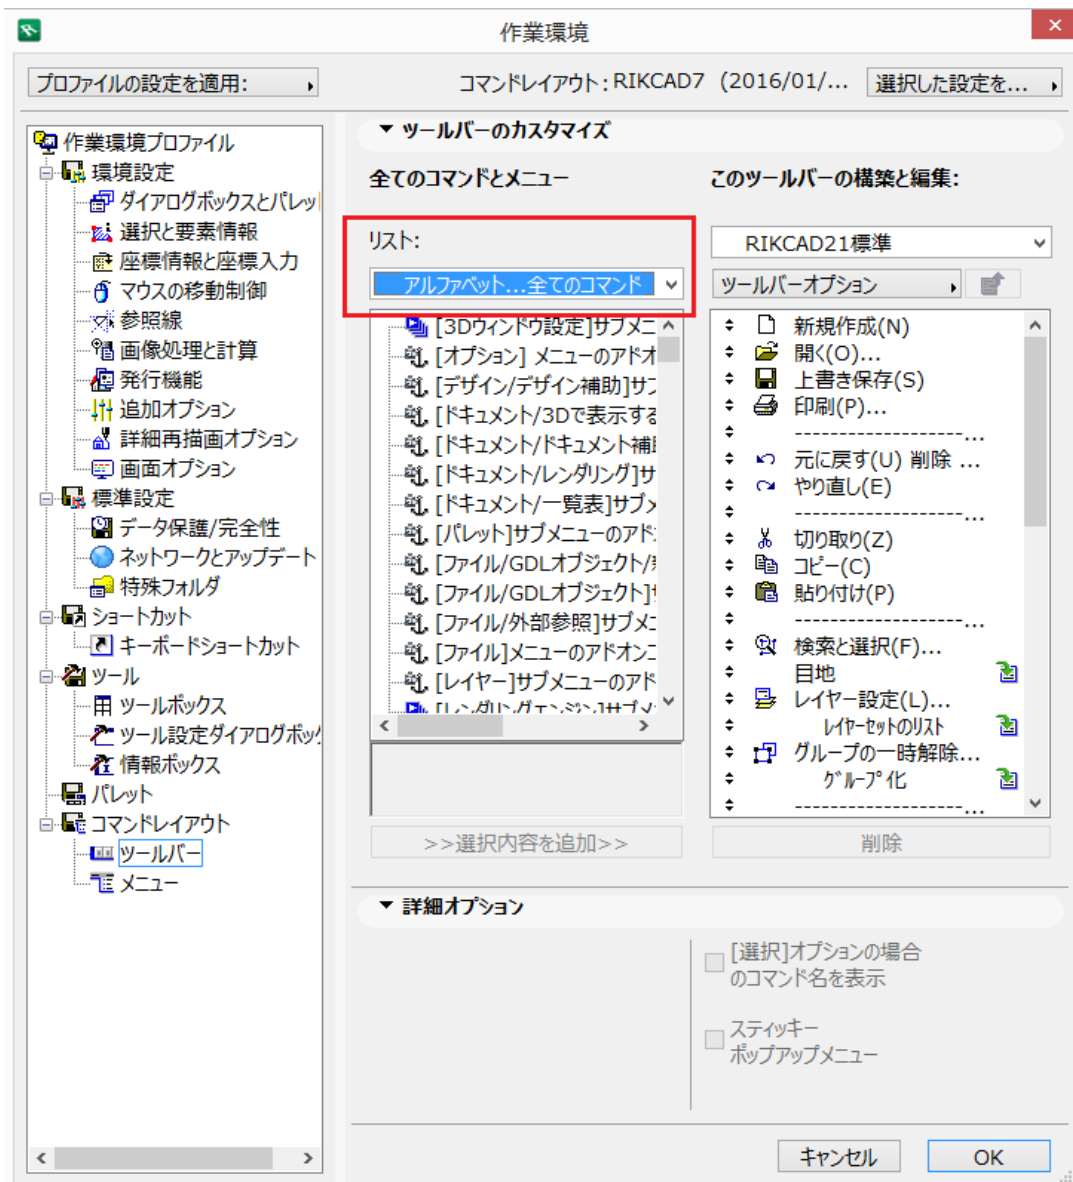 作業環境
プロファイルの設定を適用:
コマンドレイアウト: RIKCAD7 (2016/01/...
選択した設定を...
作業環境プロファイル
環境設定
ダイアログボックスとパレッ
選択と要素情報
座標情報と座標入力
マウスの移動制御
参照線
画像処理と計算
発行機能
追加オプション
詳細再描画オプション
画面オプション
標準設定
データ保護/完全性
ネットワークとアップデート
特殊フォルダ
ショートカット
キーボードショートカット
ツール
ツールボックス
ツール設定ダイアログボッ
情報ボックス
パレット
コマンドレイアウト
ツールバー
メニュー
ツールバーのカスタマイズ
全てのコマンドとメニュー
リスト:
アルファベット...全てのコマンド
[3Dウィンドウ設定]サブメニ
[オプション] メニューのアドオ
[デザイン/デザイン補助]サブ
[ドキュメント/3Dで表示する
[ドキュメント/ドキュメント補
[ドキュメント/レンダリング]サ
[ドキュメント/一覧表]サブメ
[パレット]サブメニューのアド
[ファイル/GDLオブジェクト/
[ファイル/GDLオブジェクト]
[ファイル/外部参照]サブメ
[ファイル]メニューのアドオン
[レイヤー]サブメニューのアド
[レンダリングエンジン]サブメ
>>選択内容を追加>>
このツールバーの構築と編集:
RIKCAD21標準
ツールバーオプション
新規作成(N)
開く(O)...
上書き保存(S)
印刷(P)...
-------------------...
元に戻す(U) 削除 ...
やり直し(E)
-------------------...
切り取り(Z)
コピー(C)
貼り付け(P)
-------------------...
検索と選択(F)...
目地
レイヤー設定(L)...
レイヤーセットのリスト
グループの一時解除...
グループ化
-------------------...
削除
詳細オプション
[選択]オプションの場合
のコマンド名を表示
スティッキー
ポップアップメニュー
キャンセル
OK